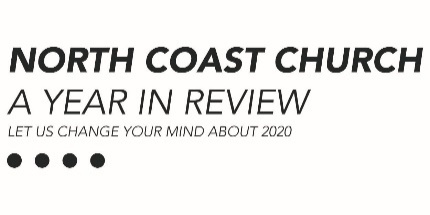 NORTH COAST CHURCH
A YEAR IN REVIEW
LET US CHANGE YOUR MIND ABOUT 2020